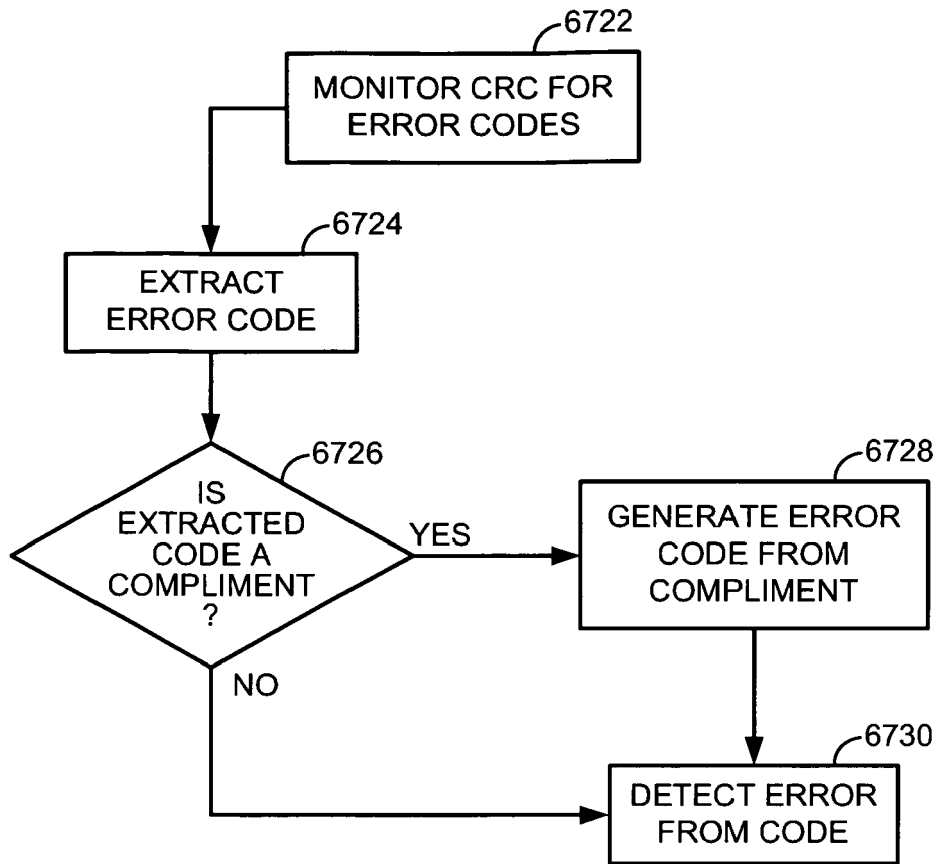 6722
MONITOR CRC FOR
ERROR CODES
6724
EXTRACT
ERROR CODE
6726
IS
EXTRACTED
CODE A
COMPLIMENT
?
YES
6728
GENERATE ERROR
CODE FROM
COMPLIMENT
NO
6730
DETECT ERROR
FROM CODE